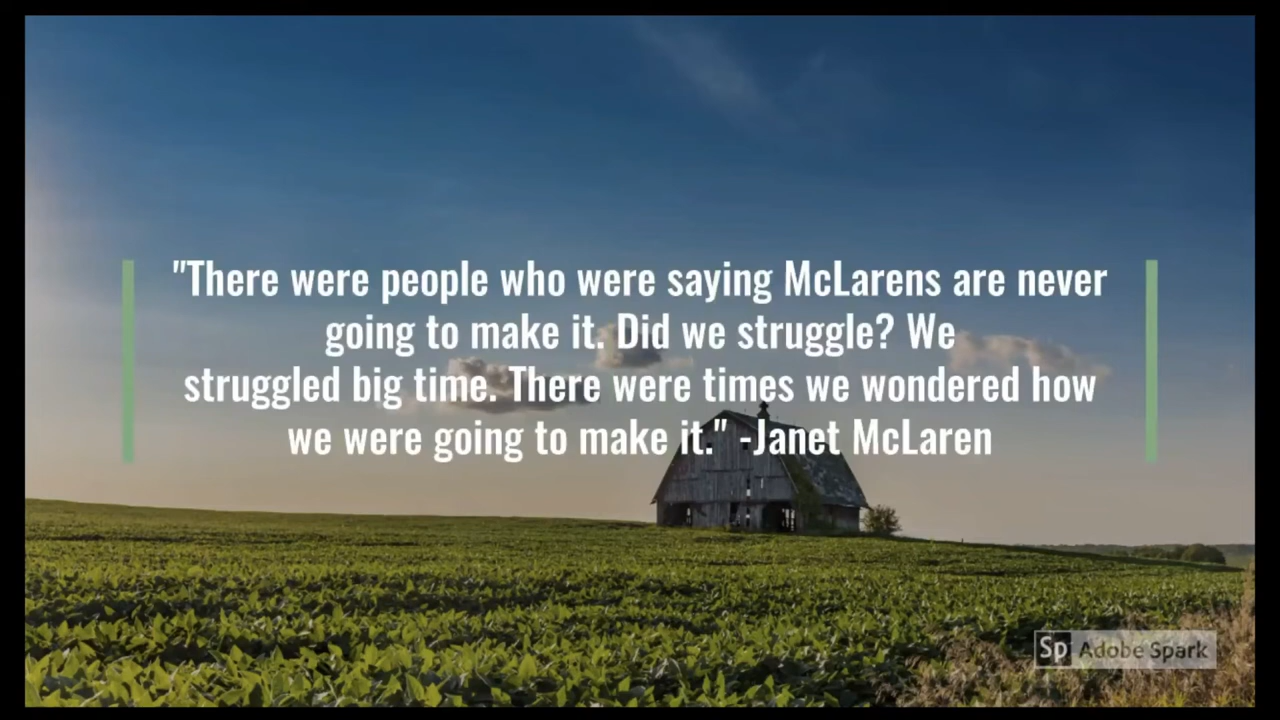 "There were people who were saying McLarens are never
going to make it. Did we struggle? We
struggled big time. There were times we wondered how
we were going to make it." -Janet McLaren
Sp Adobe Spark